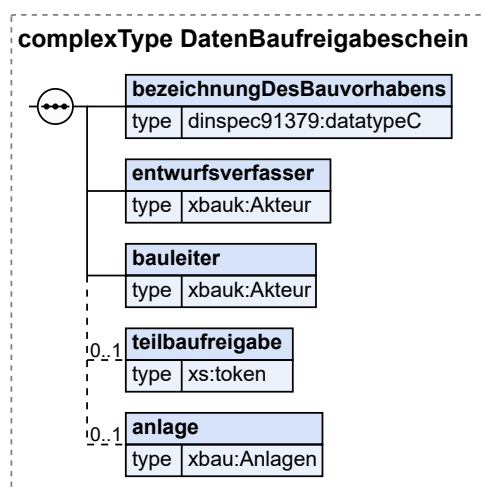 complexType DatenBaufreigabeschein
bezeichnungDesBauvorhabens
type dinspec91379:datatypeC
entwurfsverfasser
type xbauk:Akteur
bauleiter
type xbauk:Akteur
0..1 teilbaufreigabe
type xs:token
0..1 anlage
type xbau:Anlagen